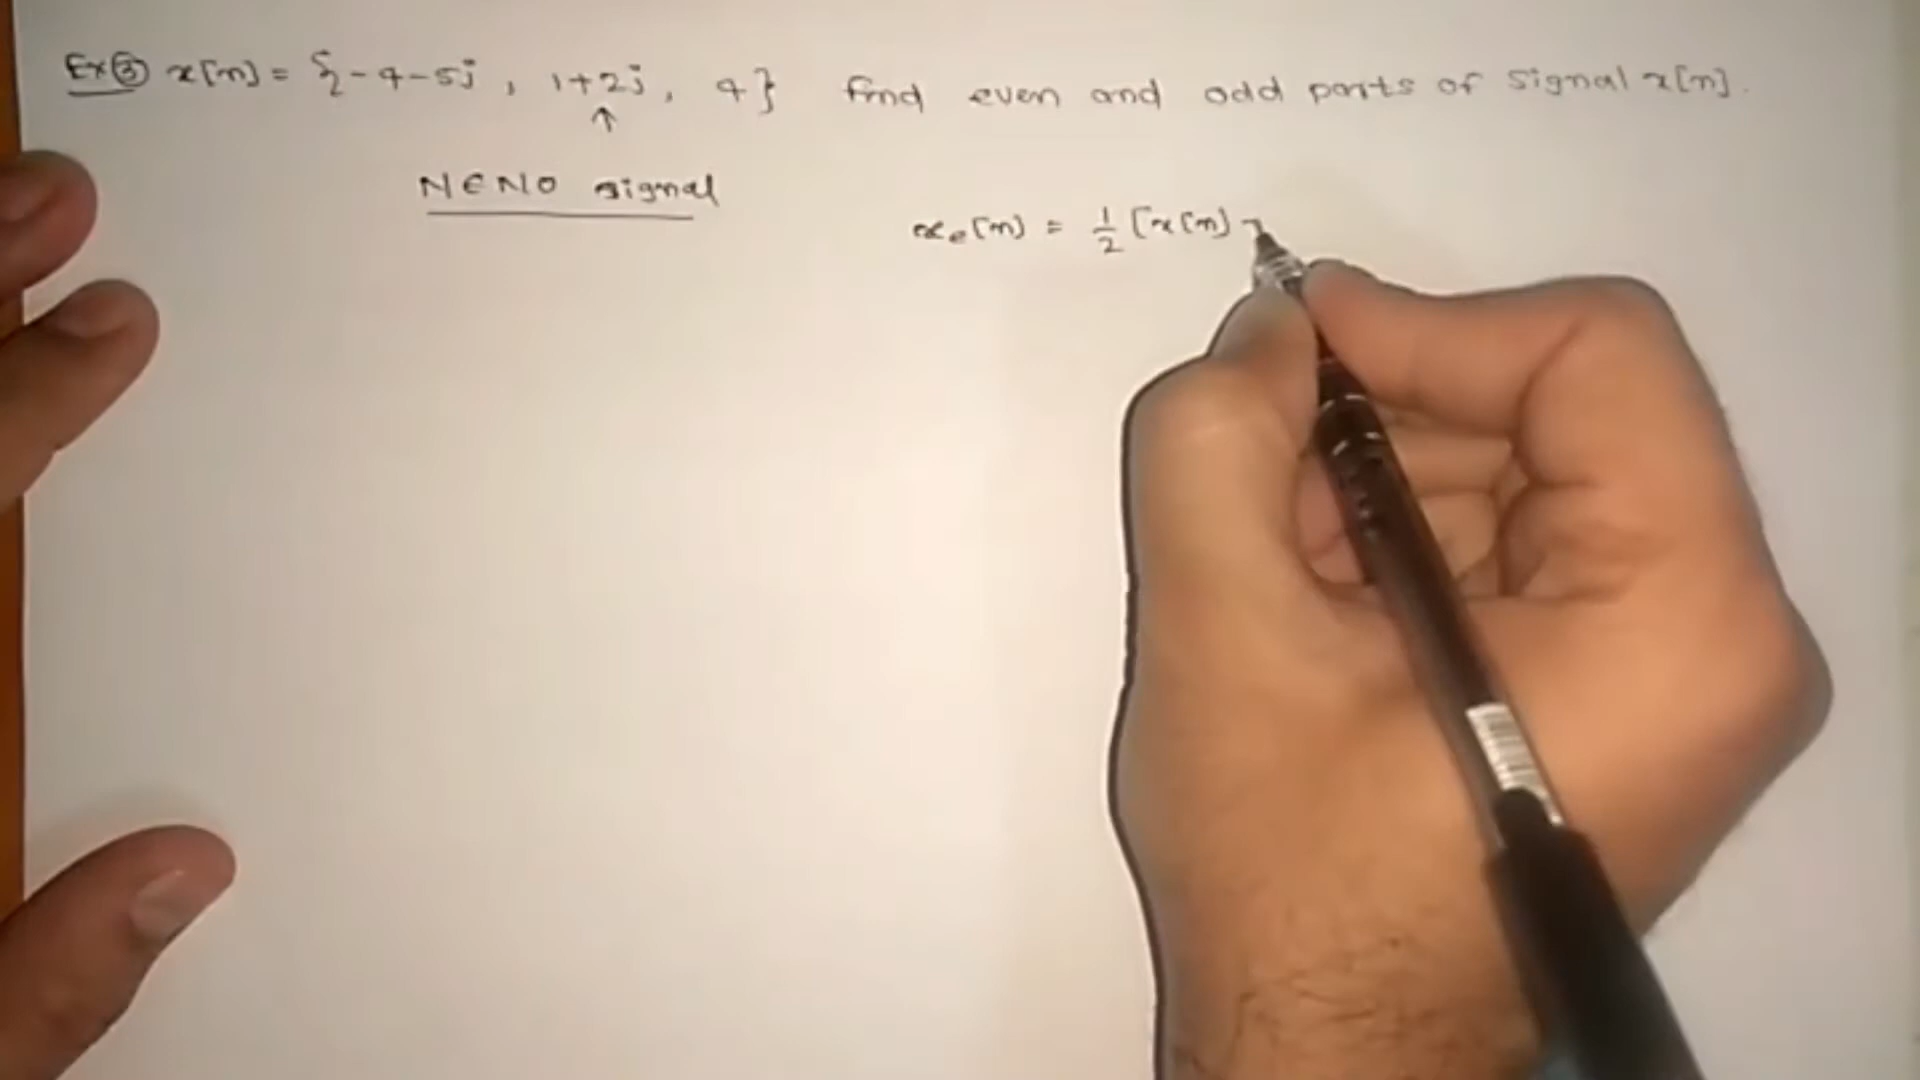 Ex③ x[n] = {-4-5j, 1+2j, 4} find even and odd parts of signal x[n].
↑
NENO signal
xe[n] = 1/2 [x[n]